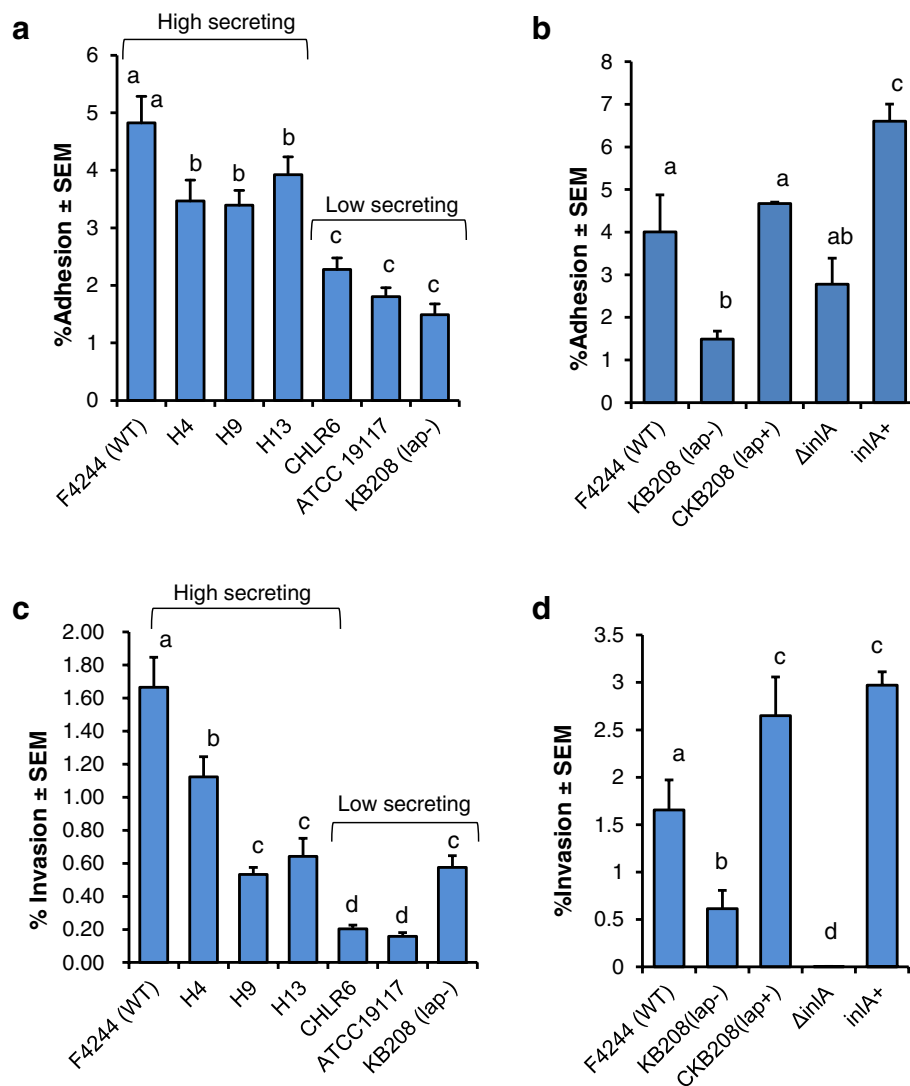 a
High secreting
%Adhesion ± SEM
6
5
4
3
2
1
0
a
a
b
b
b
Low secreting
c
c
c
F4244 (WT)
H4
H9
H13
CHLR6
ATCC 19117
KB208 (lap-)
b
%Adhesion ± SEM
8
7
6
5
4
3
2
1
0
a
b
a
ab
c
F4244 (WT)
KB208 (lap-)
CKB208 (lap+)
ΔinlA
inlA+
c
High secreting
% Invasion ± SEM
2.00
1.80
1.60
1.40
1.20
1.00
0.80
0.60
0.40
0.20
0.00
a
b
c
c
Low secreting
d
d
c
F4244 (WT)
H4
H9
H13
CHLR6
ATCC19117
KB208 (lap-)
d
%Invasion ± SEM
3.5
3
2.5
2
1.5
1
0.5
0
a
b
c
d
c
F4244 (WT)
KB208(lap-)
CKB208(lap+)
ΔinlA
inlA+